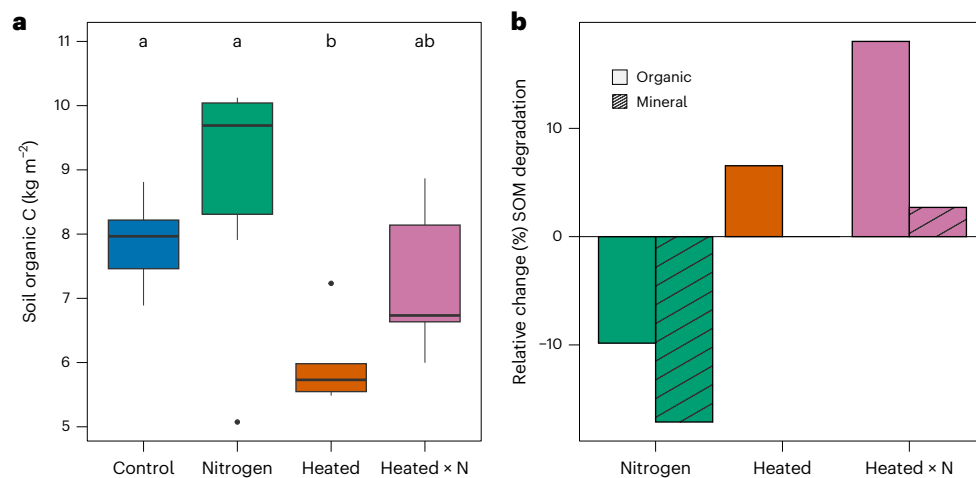 a
Soil organic C (kg m⁻²)
11
10
9
8
7
6
5
a
a
b
ab
Control
Nitrogen
Heated
Heated × N
b
Relative change (%) SOM degradation
10
0
−10
Organic
Mineral
Nitrogen
Heated
Heated × N